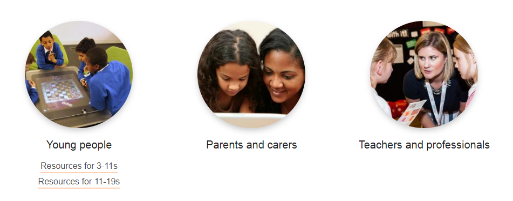 Young people
Parents and carers
Teachers and professionals
Resources for 3-11s
Resources for 11-19s